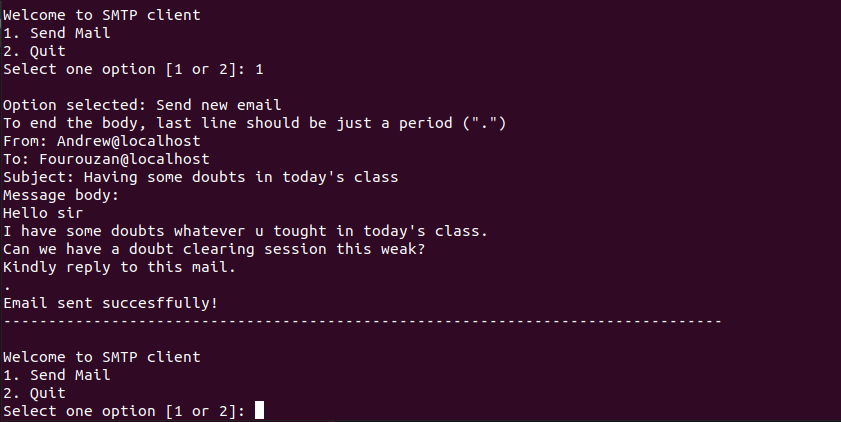 Welcome to SMTP client
1. Send Mail
2. Quit
Select one option [1 or 2]: 1
Option selected: Send new email
To end the body, last line should be just a period (".")
From: Andrew@localhost
To: Fourouzan@localhost
Subject: Having some doubts in today's class
Message body:
Hello sir
I have some doubts whatever u tought in today's class.
Can we have a doubt clearing session this weak?
Kindly reply to this mail.
.
Email sent succesffully!
--------------------------------------------------------------------------------
Welcome to SMTP client
1. Send Mail
2. Quit
Select one option [1 or 2]: